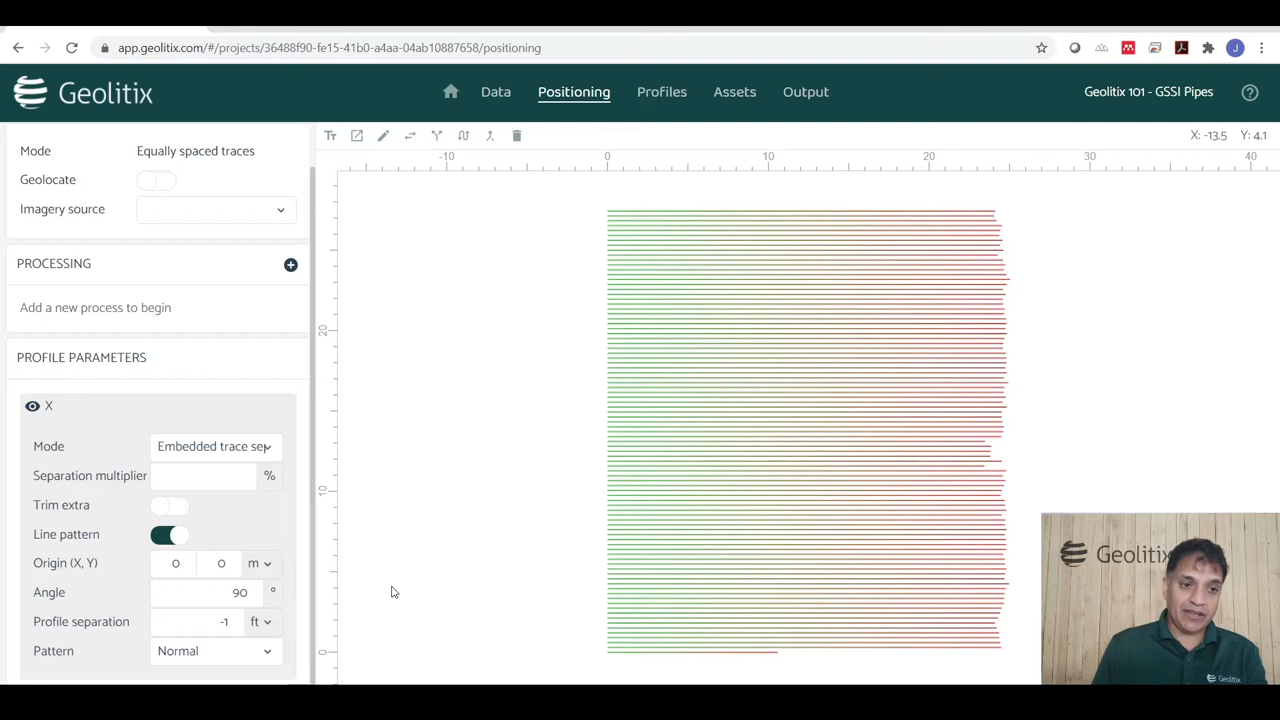 app.geolitix.com/#/projects/36488f90-fe15-41b0-a4aa-04ab10887658/positioning
J
Geolitix
Data
Positioning
Profiles
Assets
Output
Geolitix 101 - GSSI Pipes
Mode
Equally spaced traces
Geolocate
Imagery source
PROCESSING
Add a new process to begin
PROFILE PARAMETERS
X
Mode
Embedded trace sep
Separation multiplier
%
Trim extra
Line pattern
Origin (X, Y)
0
0
m
Angle
90
°
Profile separation
-1
ft
Pattern
Normal
Tr
X: -13.5 Y: 4.1
-10
0
10
20
30
40
20
10
0
Geolitix
Geolitix